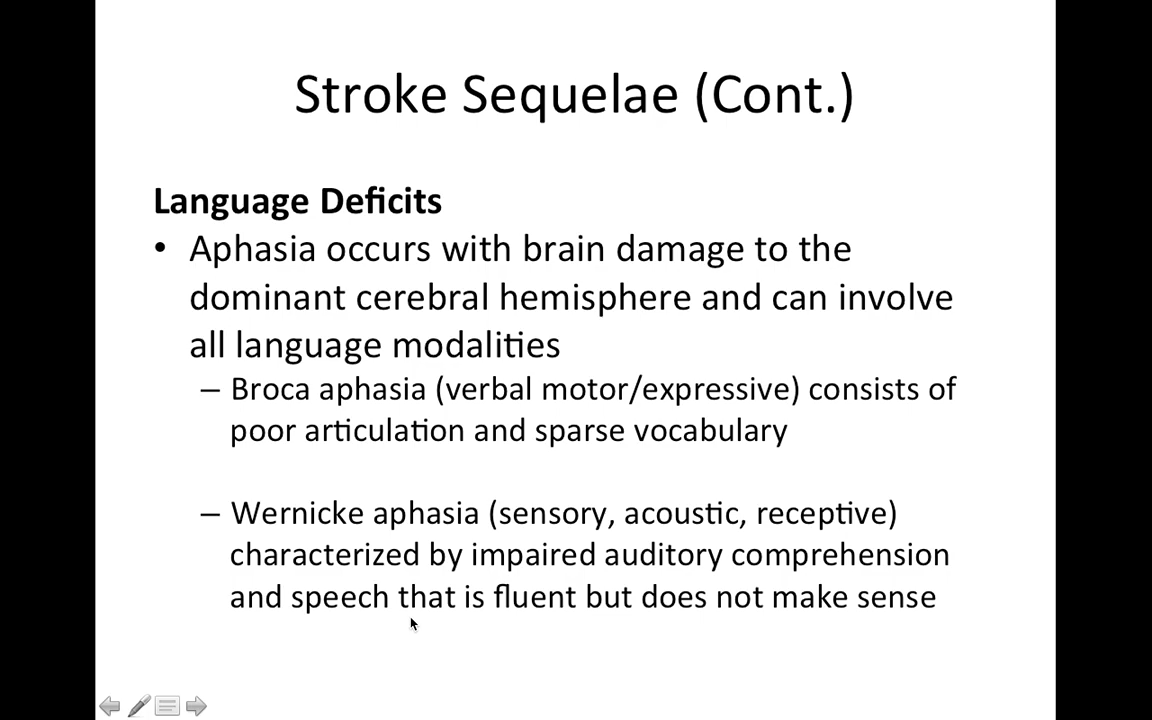 Stroke Sequelae (Cont.)
Language Deficits
• Aphasia occurs with brain damage to the
dominant cerebral hemisphere and can involve
all language modalities
– Broca aphasia (verbal motor/expressive) consists of
poor articulation and sparse vocabulary
– Wernicke aphasia (sensory, acoustic, receptive)
characterized by impaired auditory comprehension
and speech that is fluent but does not make sense